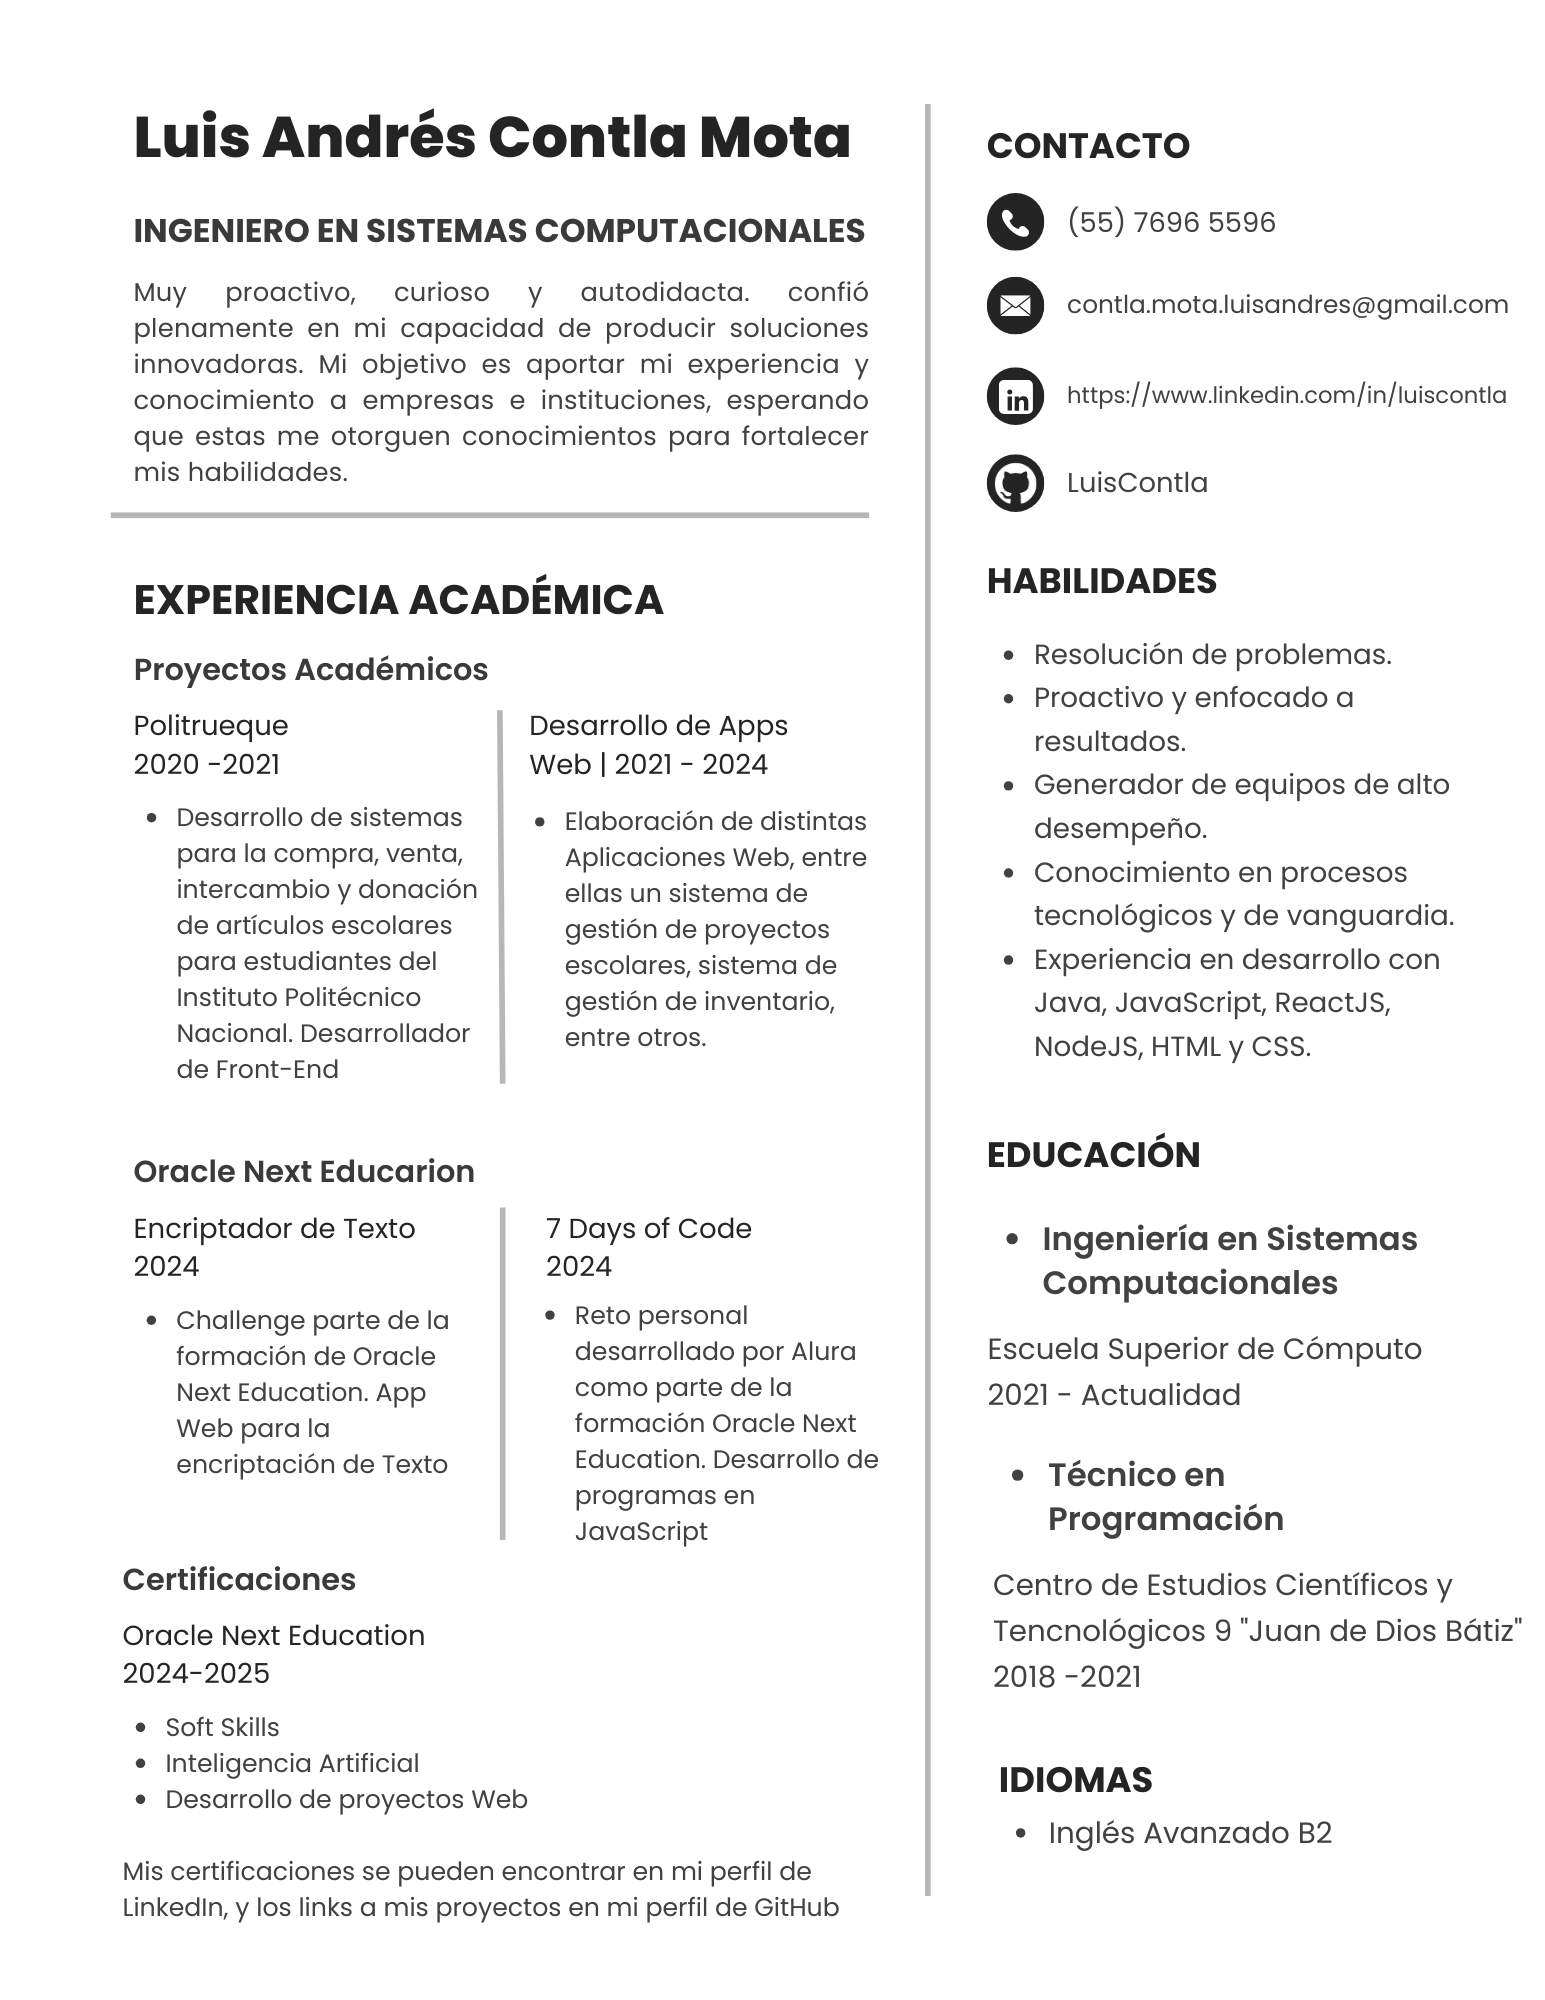 Luis Andrés Contla Mota
INGENIERO EN SISTEMAS COMPUTACIONALES
Muy proactivo, curioso y autodidacta. confió
plenamente en mi capacidad de producir soluciones
innovadoras. Mi objetivo es aportar mi experiencia y
conocimiento a empresas e instituciones, esperando
que estas me otorguen conocimientos para fortalecer
mis habilidades.
EXPERIENCIA ACADÉMICA
Proyectos Académicos
Politrueque
2020 -2021
• Desarrollo de sistemas
para la compra, venta,
intercambio y donación
de artículos escolares
para estudiantes del
Instituto Politécnico
Nacional. Desarrollador
de Front-End
Desarrollo de Apps
Web | 2021 - 2024
• Elaboración de distintas
Aplicaciones Web, entre
ellas un sistema de
gestión de proyectos
escolares, sistema de
gestión de inventario,
entre otros.
Oracle Next Educarion
Encriptador de Texto
2024
• Challenge parte de la
formación de Oracle
Next Education. App
Web para la
encriptación de Texto
7 Days of Code
2024
• Reto personal
desarrollado por Alura
como parte de la
formación Oracle Next
Education. Desarrollo de
programas en
JavaScript
Certificaciones
Oracle Next Education
2024-2025
• Soft Skills
• Inteligencia Artificial
• Desarrollo de proyectos Web
Mis certificaciones se pueden encontrar en mi perfil de
LinkedIn, y los links a mis proyectos en mi perfil de GitHub
CONTACTO
(55) 7696 5596
contla.mota.luisandres@gmail.com
https://www.linkedin.com/in/luiscontla
LuisContla
HABILIDADES
• Resolución de problemas.
• Proactivo y enfocado a
resultados.
• Generador de equipos de alto
desempeño.
• Conocimiento en procesos
tecnológicos y de vanguardia.
• Experiencia en desarrollo con
Java, JavaScript, ReactJS,
NodeJS, HTML y CSS.
EDUCACIÓN
• Ingeniería en Sistemas
Computacionales
Escuela Superior de Cómputo
2021 - Actualidad
• Técnico en
Programación
Centro de Estudios Científicos y
Tencnológicos 9 "Juan de Dios Bátiz"
2018 -2021
IDIOMAS
• Inglés Avanzado B2